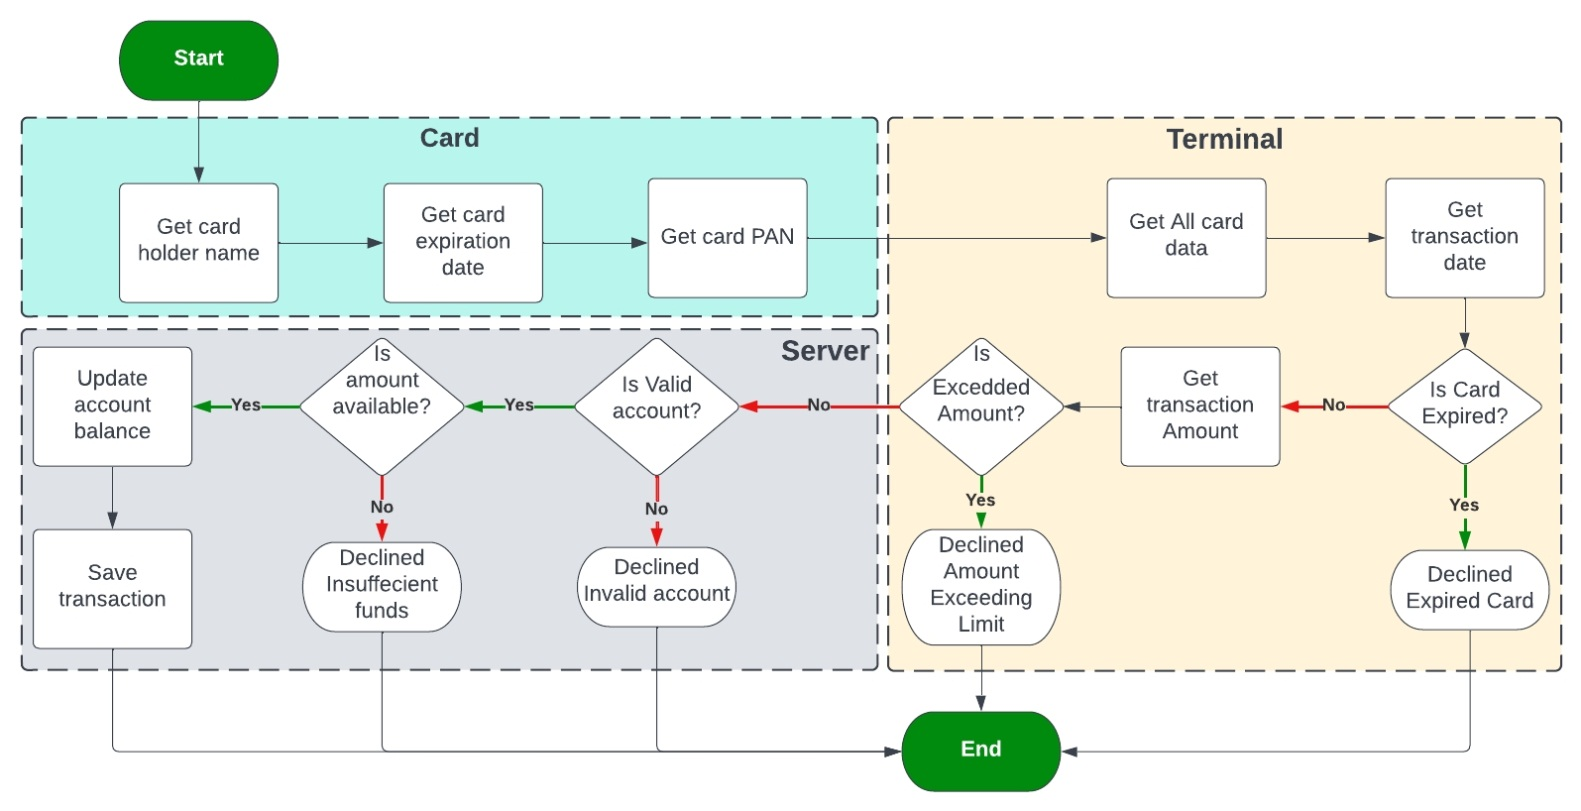 Start
Card
Get card
holder name
Get card
expiration
date
Get card PAN
Terminal
Get All card
data
Get
transaction
date
Is Card
Expired?
No
Yes
Declined
Expired Card
Get
transaction
Amount
Is
Excedded
Amount?
No
Yes
Declined
Amount
Exceeding
Limit
Server
Is Valid
account?
Yes
No
Declined
Invalid account
Is
amount
available?
Yes
No
Declined
Insuffecient
funds
Update
account
balance
Save
transaction
End